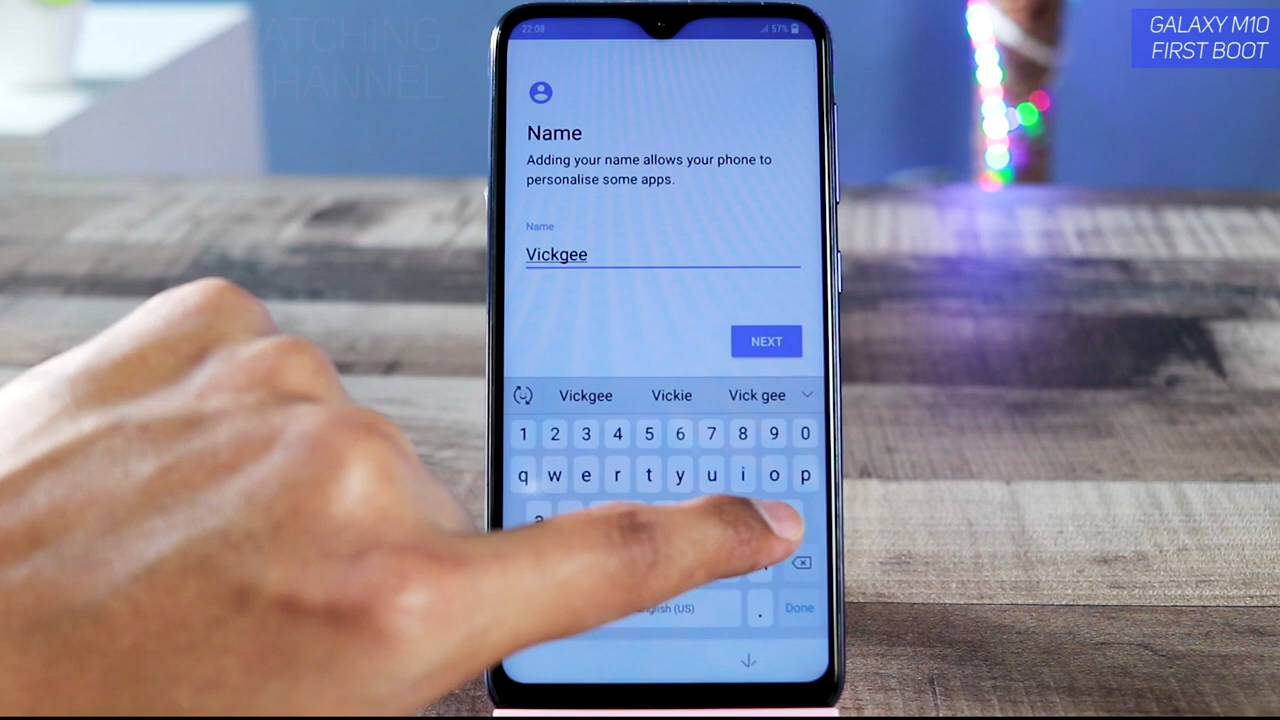 GALAXY M10
FIRST BOOT
ATCHING
CHANNEL
22:08
57%
Name
Adding your name allows your phone to
personalise some apps.
Name
Vickgee
NEXT
Vickgee Vickie Vick gee
1 2 3 4 5 6 7 8 9 0
q w e r t y u i o p
English (US) . Done